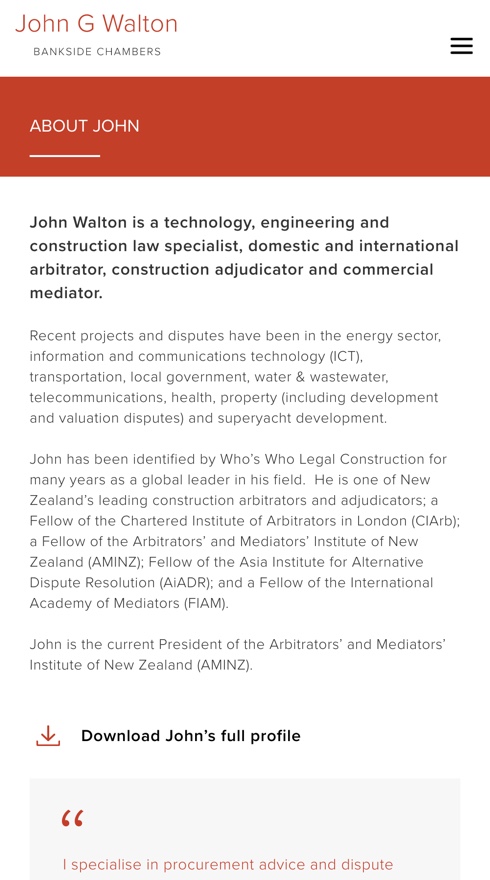 John G Walton
BANKSIDE CHAMBERS
ABOUT JOHN
John Walton is a technology, engineering and
construction law specialist, domestic and international
arbitrator, construction adjudicator and commercial
mediator.
Recent projects and disputes have been in the energy sector,
information and communications technology (ICT),
transportation, local government, water & wastewater,
telecommunications, health, property (including development
and valuation disputes) and superyacht development.
John has been identified by Who’s Who Legal Construction for
many years as a global leader in his field.  He is one of New
Zealand’s leading construction arbitrators and adjudicators; a
Fellow of the Chartered Institute of Arbitrators in London (CIArb);
a Fellow of the Arbitrators’ and Mediators’ Institute of New
Zealand (AMINZ); Fellow of the Asia Institute for Alternative
Dispute Resolution (AiADR); and a Fellow of the International
Academy of Mediators (FIAM).
John is the current President of the Arbitrators’ and Mediators’
Institute of New Zealand (AMINZ).
Download John’s full profile
“
I specialise in procurement advice and dispute